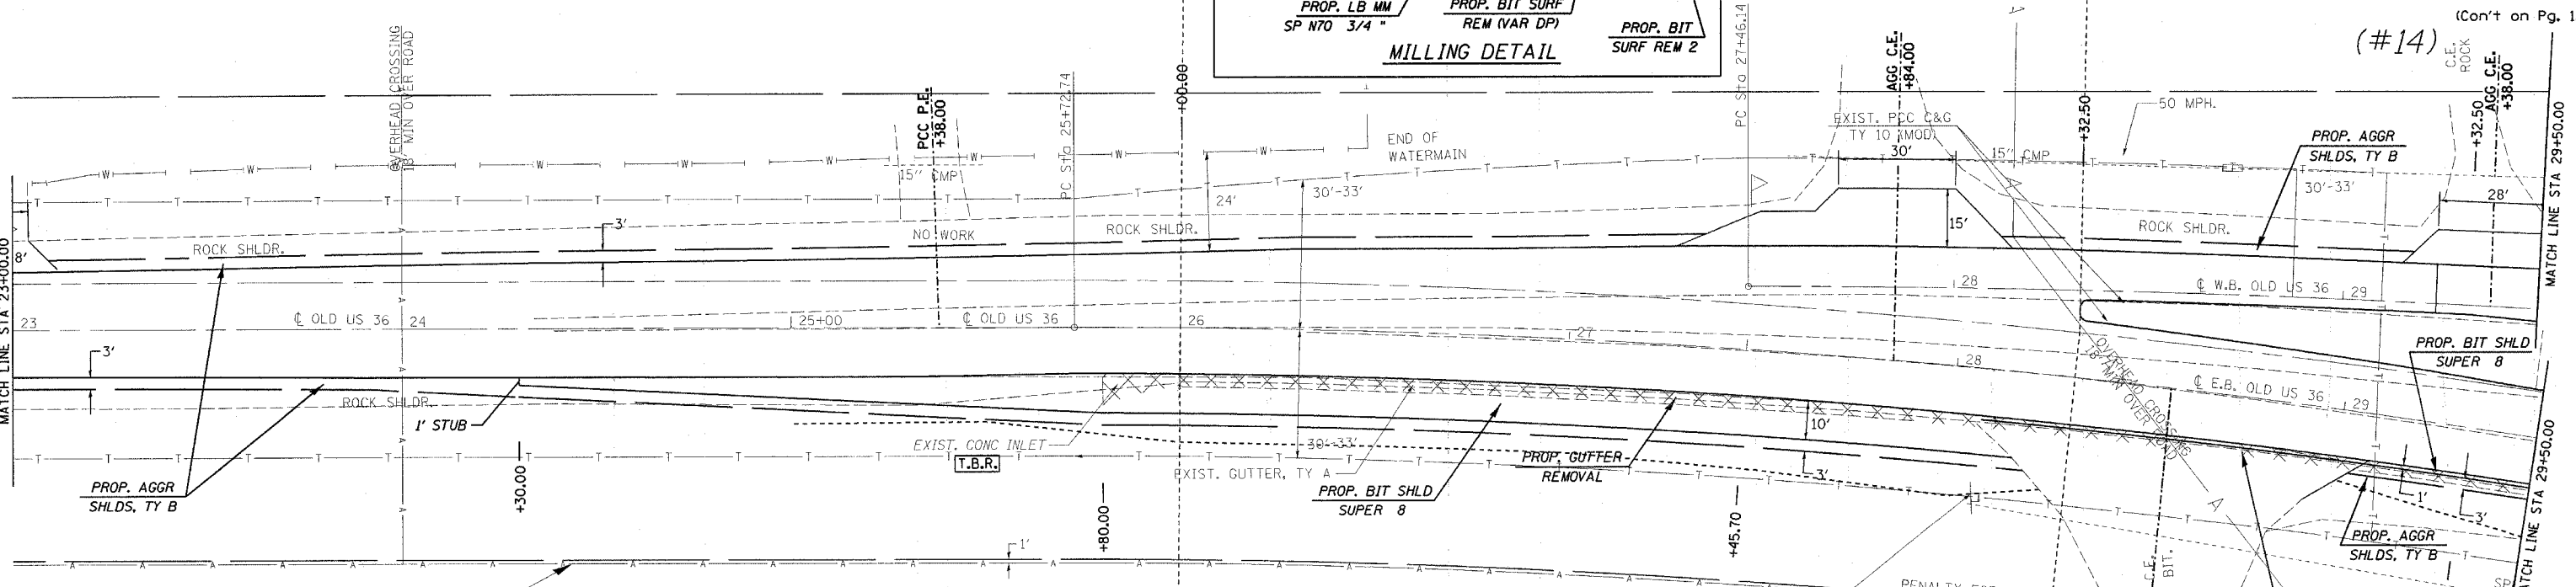 PROP. LB MM
SP N70 3/4 "
PROP. BIT SURF
REM (VAR DP)
PROP. BIT
SURF REM 2
MILLING DETAIL
(Con't on Pg. 1
(#14)
C.E.
ROCK
AGG C.E.
+38.00
+32.50
OVERHEAD CROSSING
18' MIN OVER ROAD
PCC P.E.
+38.00
PC Sta 25+72.74
+00.00
PC Sta 27+46.14
AGG C.E.
+84.00
+32.50
50 MPH.
EXIST. PCC C&G
TY 10 (MOD)
30'
15" CMP
PROP. AGGR
SHLDS, TY B
30'-33'
28'
END OF
WATERMAIN
15" CMP
24'
30'-33'
15'
8'
ROCK SHLDR.
3'
NO WORK
ROCK SHLDR.
ROCK SHLDR.
MATCH LINE STA 23+00.00
MATCH LINE STA 29+50.00
23
℄ OLD US 36
24
25+00
℄ OLD US 36
26
27
28
28
℄ W.B. OLD US 36
29
℄ E.B. OLD US 36
29
OVERHEAD CROSSING
18' MIN OVER ROAD
PROP. BIT SHLD
SUPER 8
3'
ROCK SHLDR.
1' STUB
EXIST. CONC INLET
T.B.R.
EXIST. GUTTER, TY A
30'-33'
PROP. BIT SHLD
SUPER 8
PROP. GUTTER
REMOVAL
10'
3'
1'
3'
PROP. AGGR
SHLDS, TY B
+30.00
+80.00
+45.70
1'
PROP. AGGR
SHLDS, TY B
C.E.
BIT.
MATCH LINE STA 29+50.00